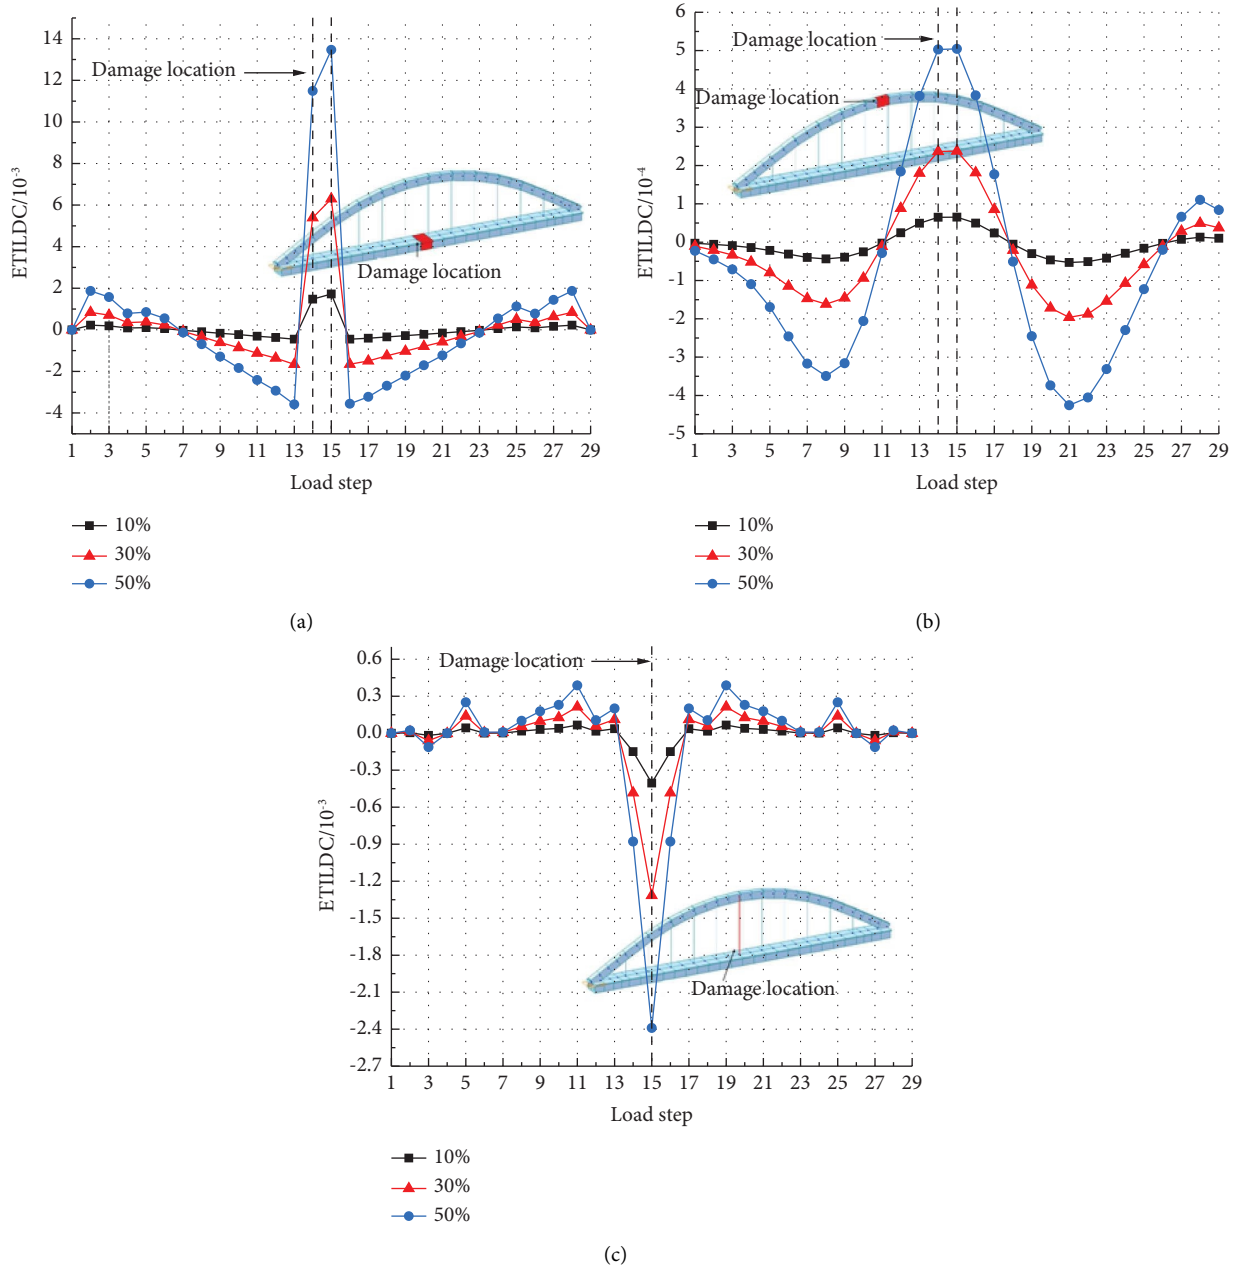 14
12
10
8
6
4
2
0
-2
-4
ETILDC/10-3
Damage location
Damage location
1 3 5 7 9 11 13 15 17 19 21 23 25 27 29
Load step
10%
30%
50%
(a)
6
5
4
3
2
1
0
-1
-2
-3
-4
-5
ETILDC/10-4
Damage location
Damage location
1 3 5 7 9 11 13 15 17 19 21 23 25 27 29
Load step
10%
30%
50%
(b)
0.6
0.3
0.0
-0.3
-0.6
-0.9
-1.2
-1.5
-1.8
-2.1
-2.4
-2.7
ETILDC/10-3
Damage location
Damage location
1 3 5 7 9 11 13 15 17 19 21 23 25 27 29
Load step
10%
30%
50%
(c)